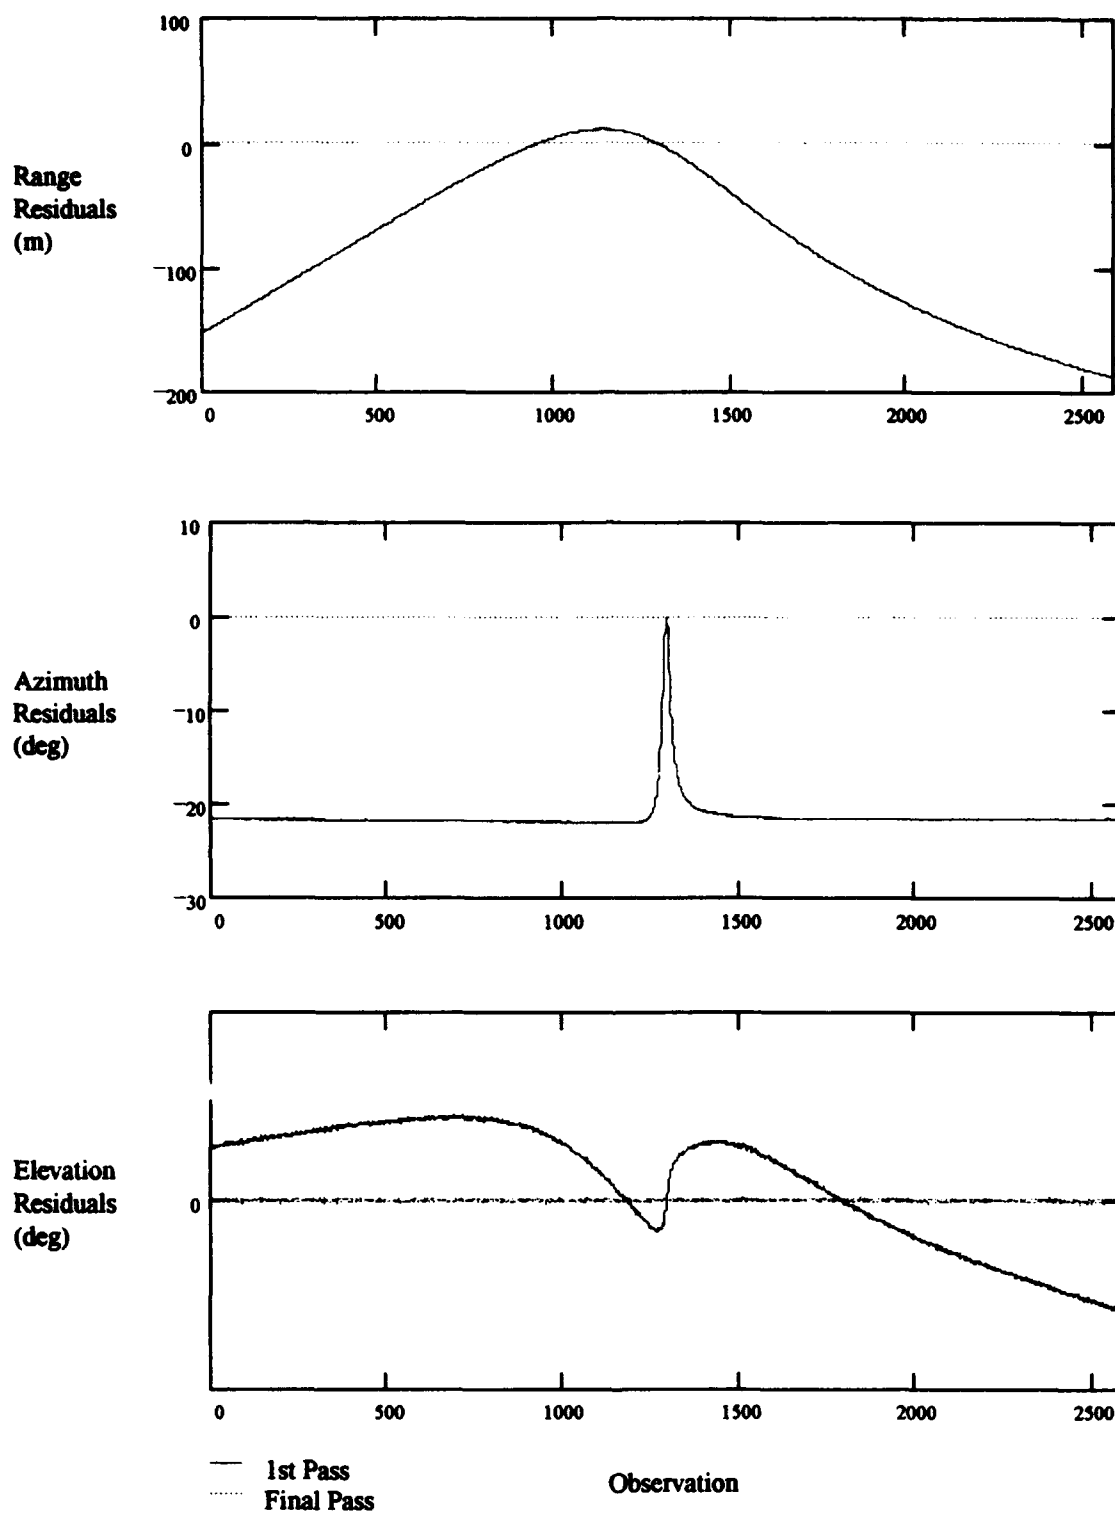 100
0
−100
−200
Range
Residuals
(m)
0 500 1000 1500 2000 2500
10
0
−10
−20
−30
Azimuth
Residuals
(deg)
0 500 1000 1500 2000 2500
Elevation
Residuals
(deg)
0
0 500 1000 1500 2000 2500
1st Pass
Final Pass
Observation